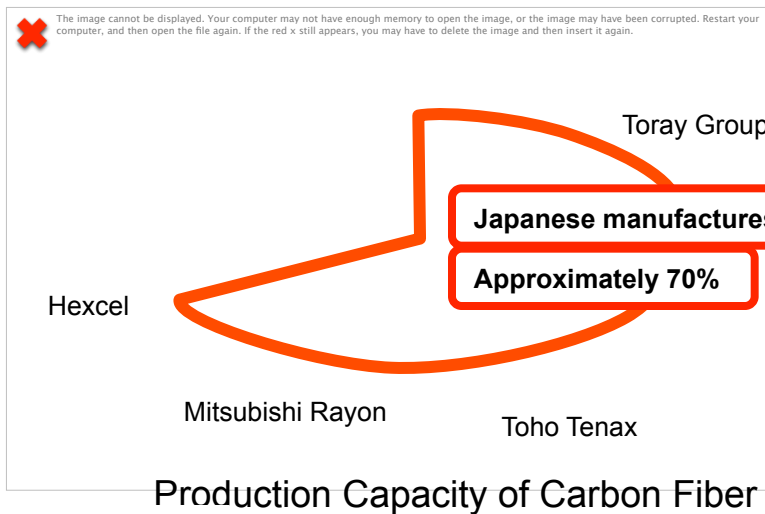 The image cannot be displayed. Your computer may not have enough memory to open the image, or the image may have been corrupted. Restart your
computer, and then open the file again. If the red x still appears, you may have to delete the image and then insert it again.
Toray Group
Japanese manufactures
Approximately 70%
Hexcel
Mitsubishi Rayon
Toho Tenax
Production Capacity of Carbon Fiber